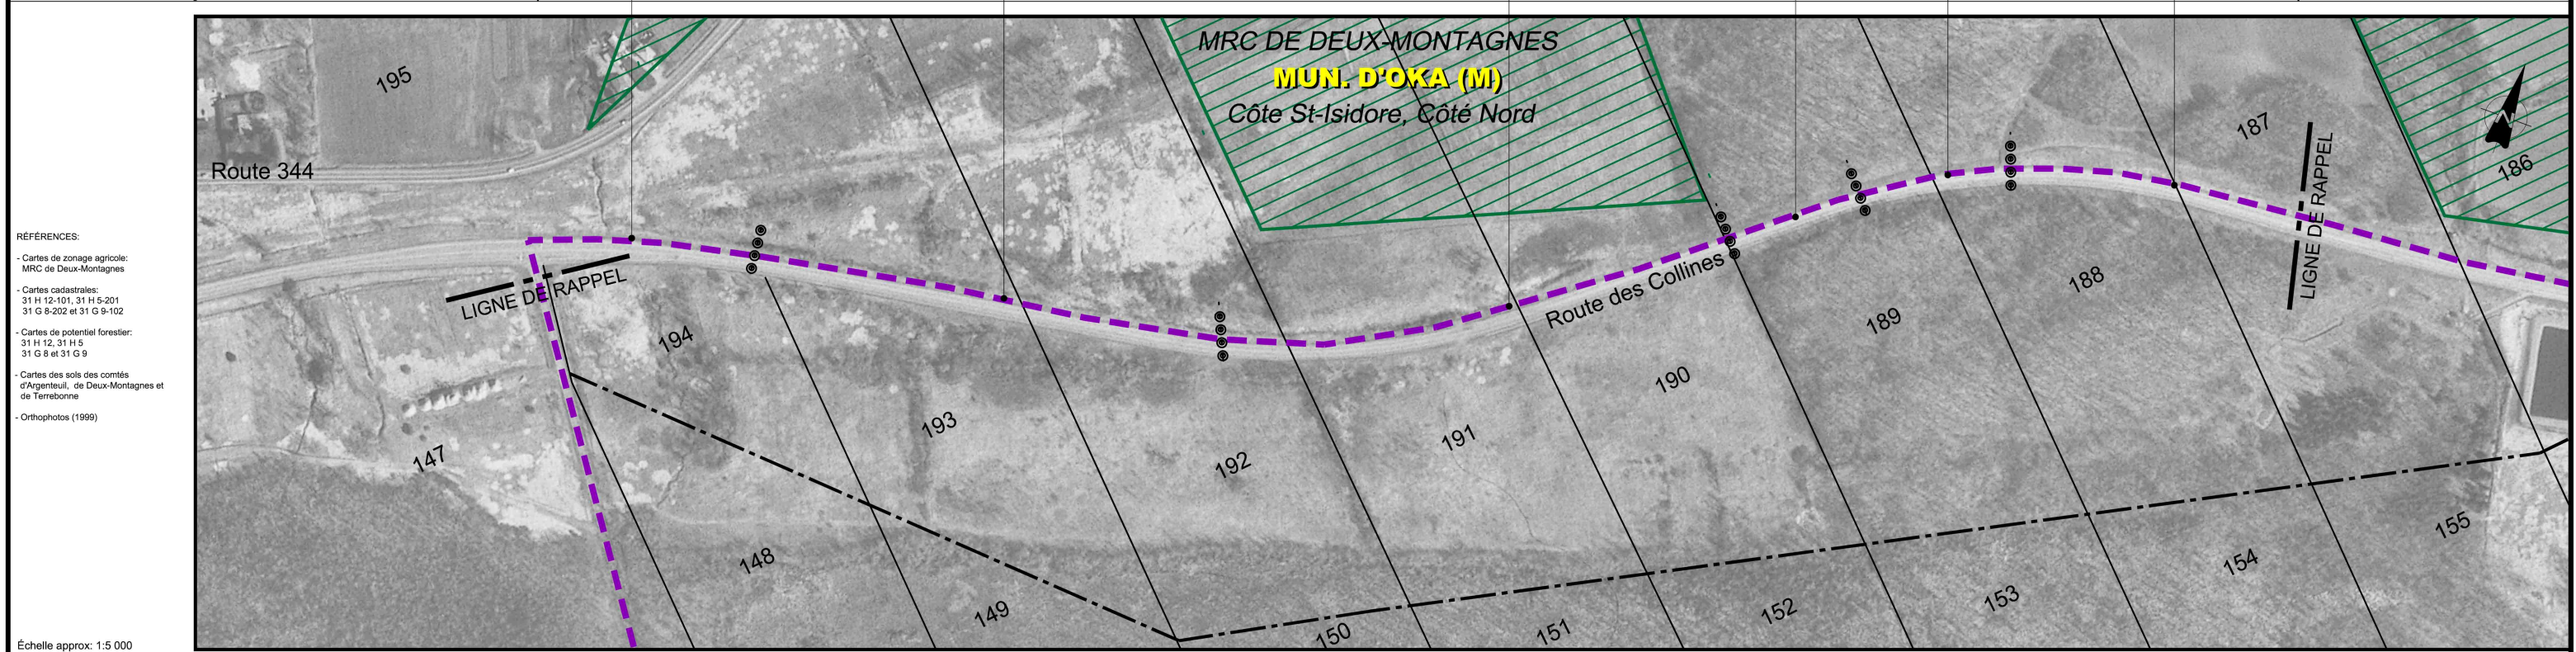 MRC DE DEUX-MONTAGNES
MUN. D'OKA (M)
Côte St-Isidore, Côté Nord
195
187
186
N
Route 344
LIGNE DE RAPPEL
RÉFÉRENCES:
- Cartes de zonage agricole:
MRC de Deux-Montagnes
- Cartes cadastrales:
31 H 12-101, 31 H 5-201
31 G 8-202 et 31 G 9-102
- Cartes de potentiel forestier:
31 H 12, 31 H 5
31 G 8 et 31 G 9
- Cartes des sols des comtés
d'Argenteuil, de Deux-Montagnes et
de Terrebonne
- Orthophotos (1999)
LIGNE DE RAPPEL
Route des Collines
194
193
192
191
190
189
188
147
148
149
150
151
152
153
154
155
Échelle approx: 1:5 000